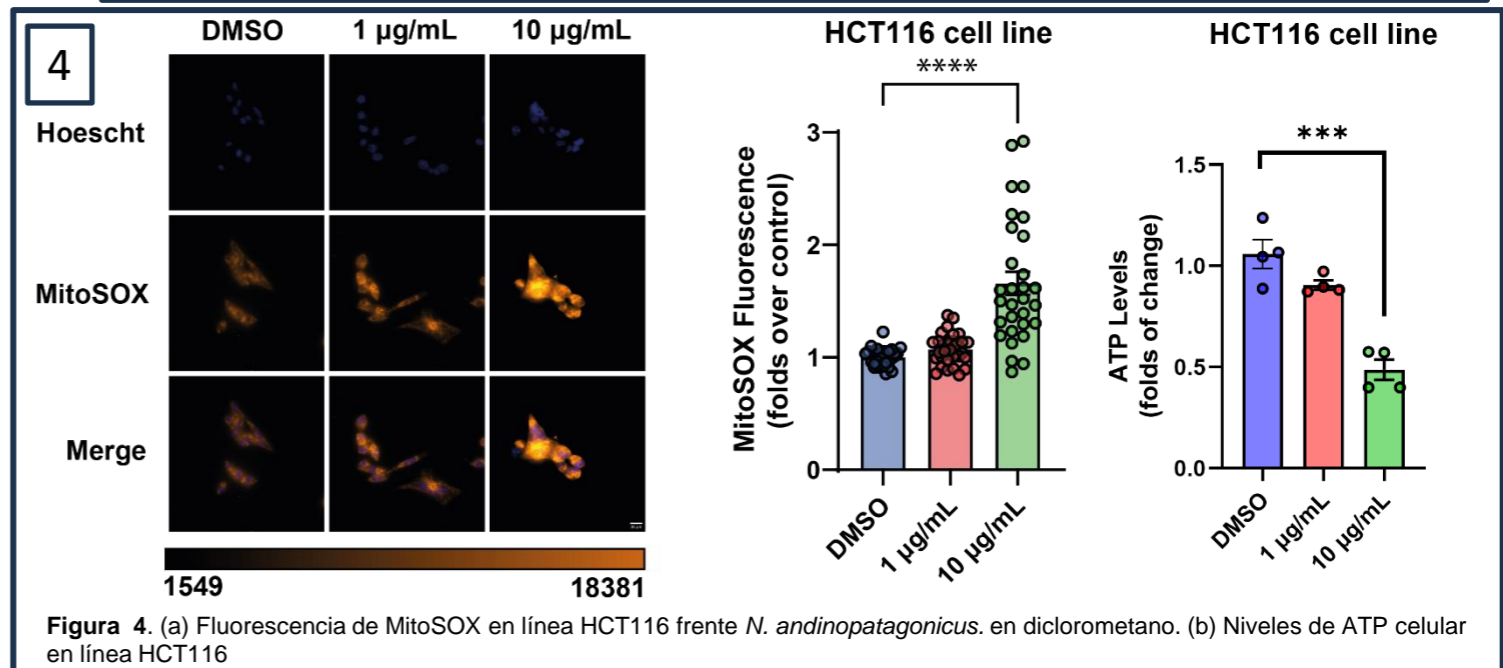 4
DMSO
1 µg/mL
10 µg/mL
Hoescht
MitoSOX
Merge
1549
18381
HCT116 cell line
****
MitoSOX Fluorescence
(folds over control)
3
2
1
0
DMSO
1 µg/mL
10 µg/mL
HCT116 cell line
***
ATP Levels
(folds of change)
1.5
1.0
0.5
0.0
DMSO
1 µg/mL
10 µg/mL
Figura 4. (a) Fluorescencia de MitoSOX en línea HCT116 frente N. andinopatagonicus. en diclorometano. (b) Niveles de ATP celular
en línea HCT116